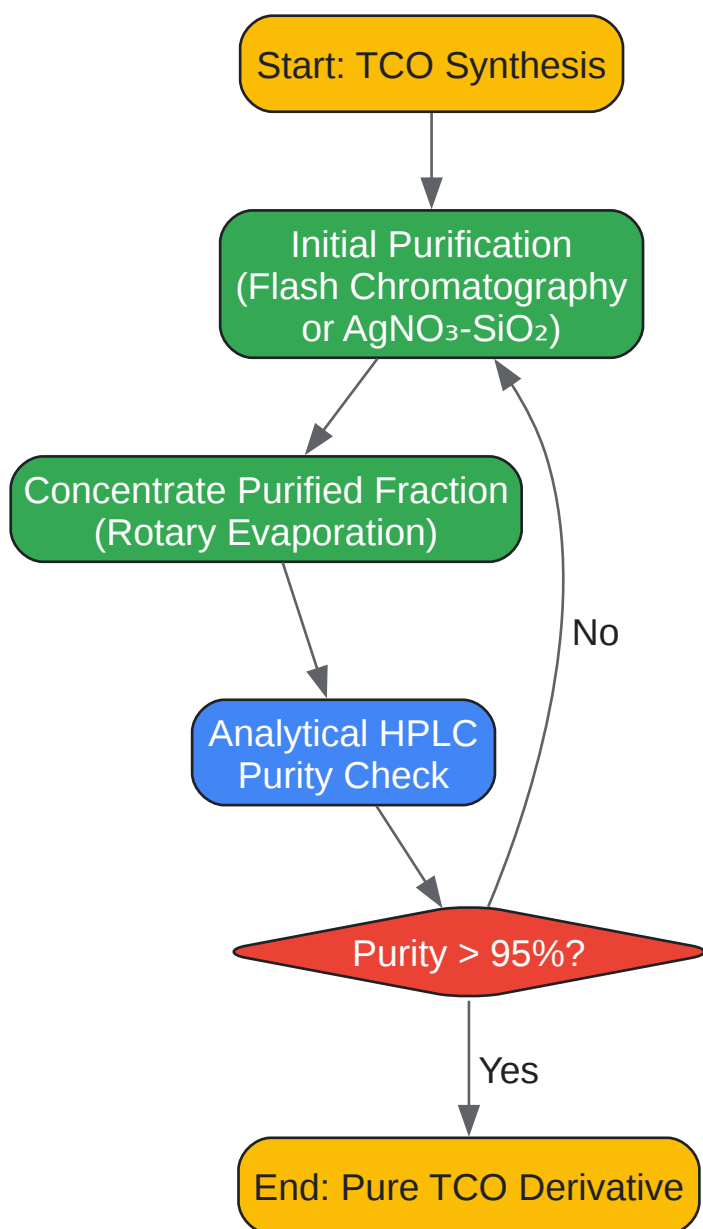 Start: TCO Synthesis
Initial Purification
(Flash Chromatography
or AgNO₃-SiO₂)
Concentrate Purified Fraction
(Rotary Evaporation)
No
Analytical HPLC
Purity Check
Purity > 95%?
Yes
End: Pure TCO Derivative